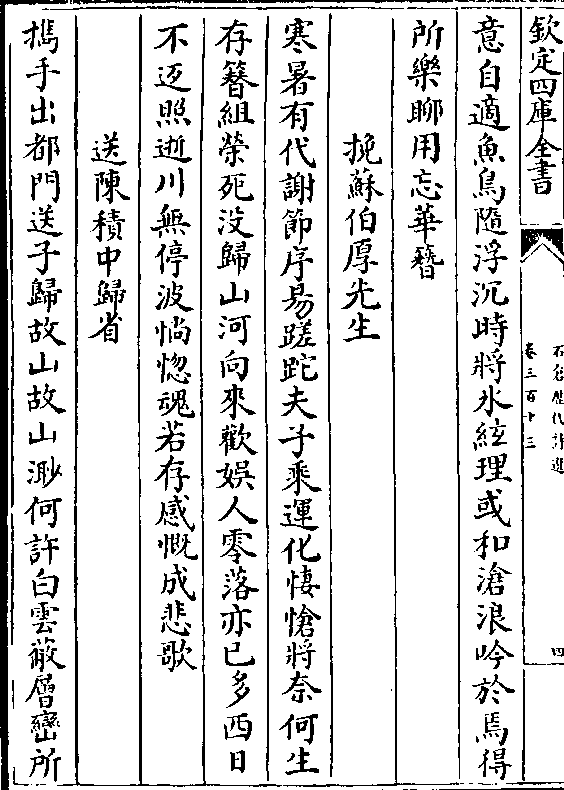 欽定四庫全書
石倉歷代詩選
卷三百十三
四
意自適魚鳥隨浮沉時將氷絃理或和滄浪吟於焉得
所樂聊用忘華簪
挽蘇伯厚先生
寒暑有代謝節序易蹉跎夫子乘運化悽愴將奈何生
存簪組榮死沒歸山河向來歡娛人零落亦已多西日
不迈照逝川無停波惝惚魂若存感慨成悲歌
送陳積中歸省
攜手出都門送子歸故山故山渺何許白雲蔽層巒所